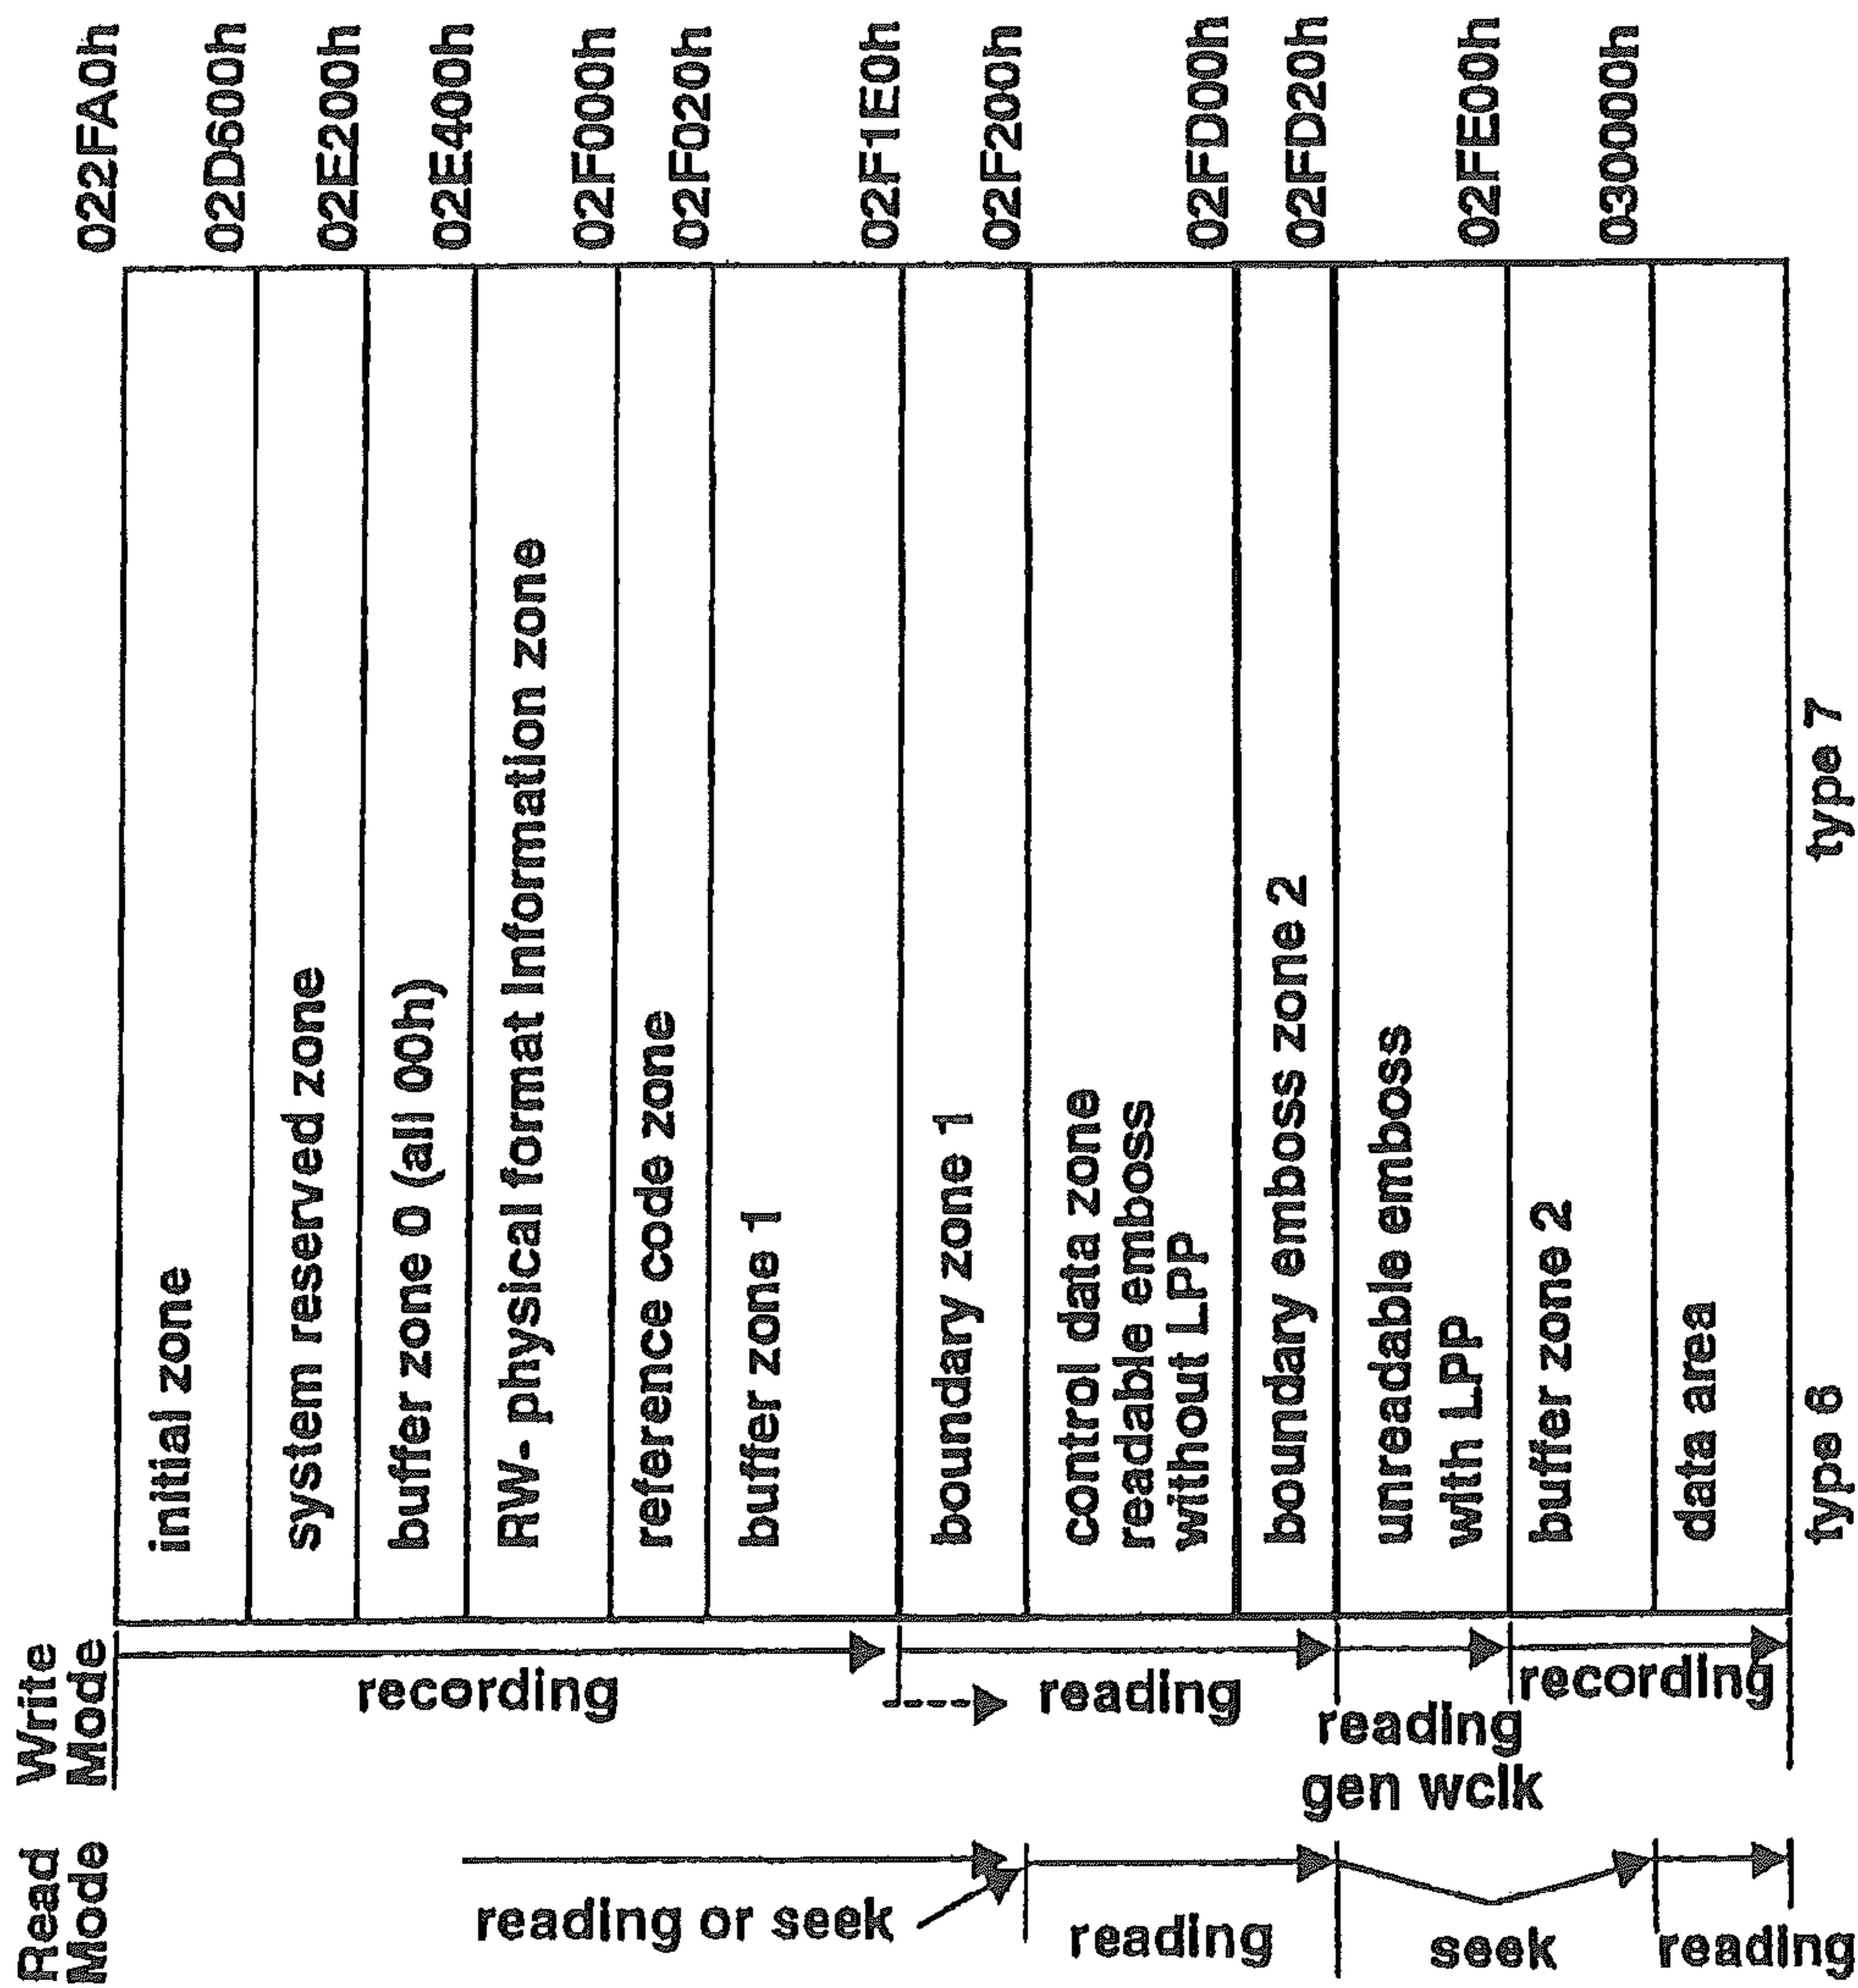 022FA0h
02D600h
02E200h
02E400h
02F000h
02F020h
02F1E0h
02F200h
02FD00h
02FD20h
02FE00h
030000h
initial zone
system reserved zone
buffer zone 0 (all 00h)
RW- physical format Information zone
reference code zone
buffer zone 1
boundary zone 1
control data zone
readable emboss
without LPP
boundary emboss zone 2
unreadable emboss
with LPP
buffer zone 2
data area
type 6
type 7
Write
Mode
recording
reading
reading
gen wclk
recording
Read
Mode
reading or seek
reading
seek
reading